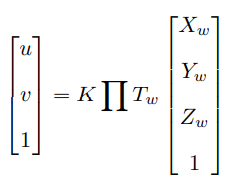 [u v 1] = K ∏ T_w [X_w Y_w Z_w 1]